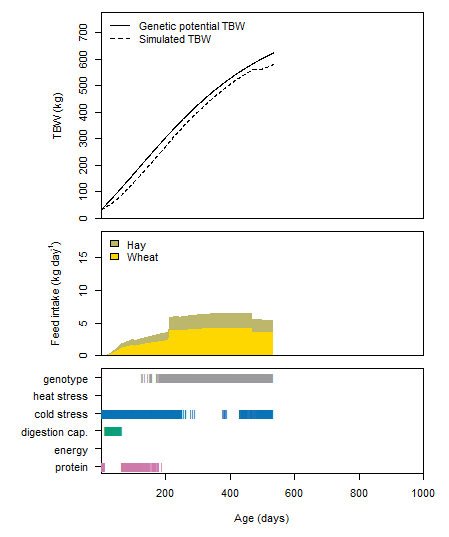 Genetic potential TBW
Simulated TBW
TBW (kg)
0
100
200
300
400
500
600
700
Hay
Wheat
Feed intake (kg day⁻¹)
0
5
10
15
genotype
heat stress
cold stress
digestion cap.
energy
protein
200
400
600
800
1000
Age (days)